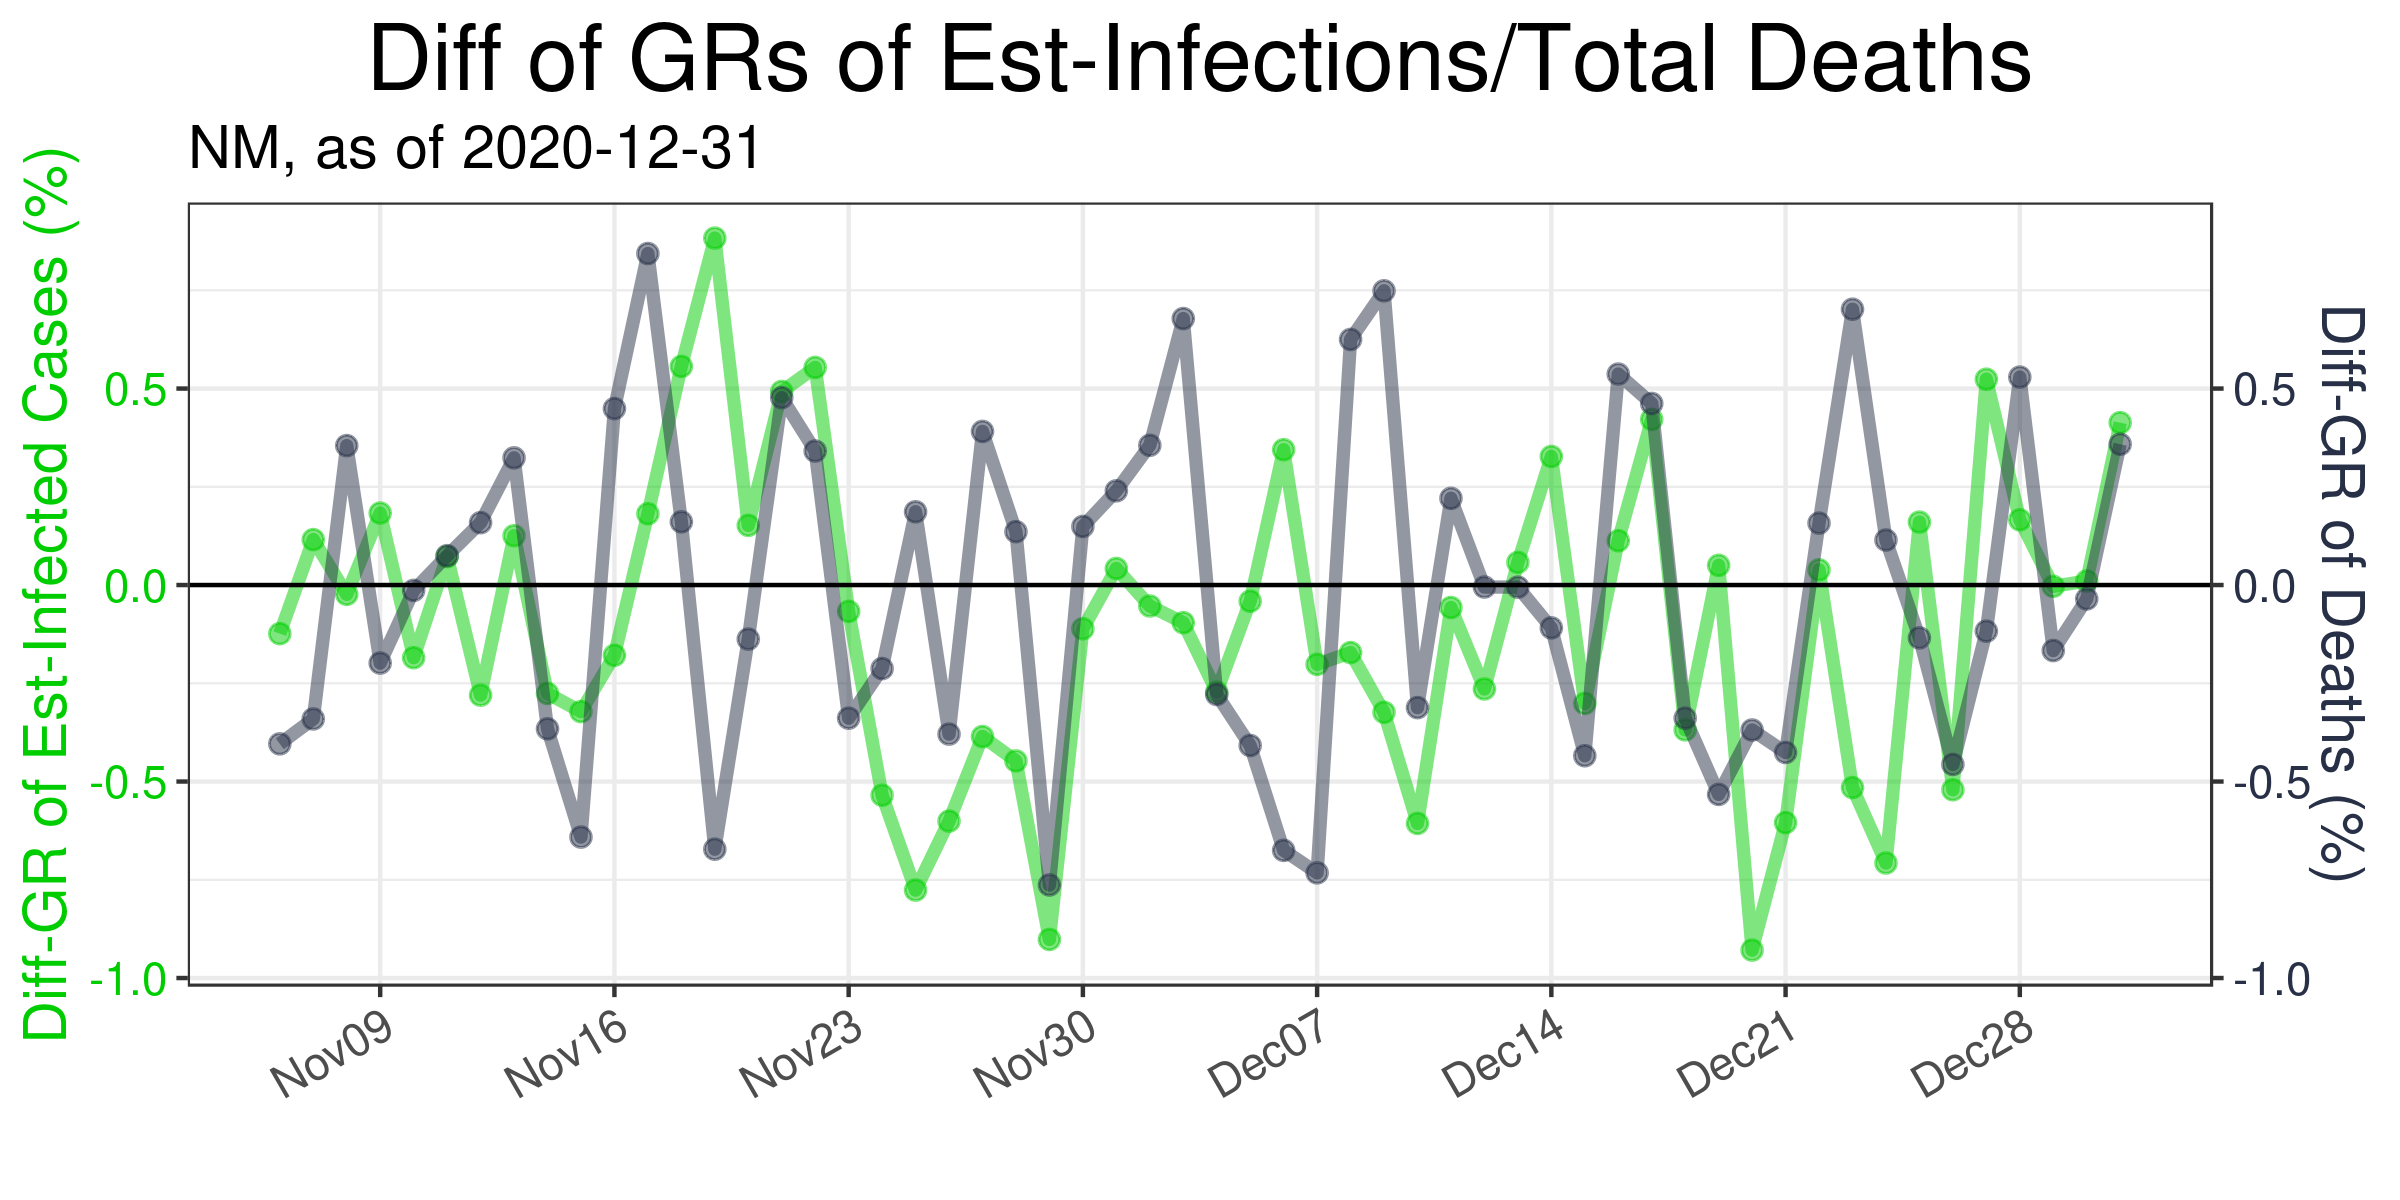 Diff of GRs of Est-Infections/Total Deaths
NM, as of 2020-12-31
Diff-GR of Est-Infected Cases (%)
0.5
0.0
-0.5
-1.0
0.5
0.0
-0.5
-1.0
Diff-GR of Deaths (%)
Nov09
Nov16
Nov23
Nov30
Dec07
Dec14
Dec21
Dec28